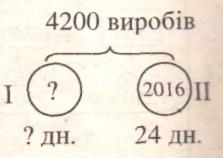 4200 виробів
I ? 2016 II
? дн. 24 дн.